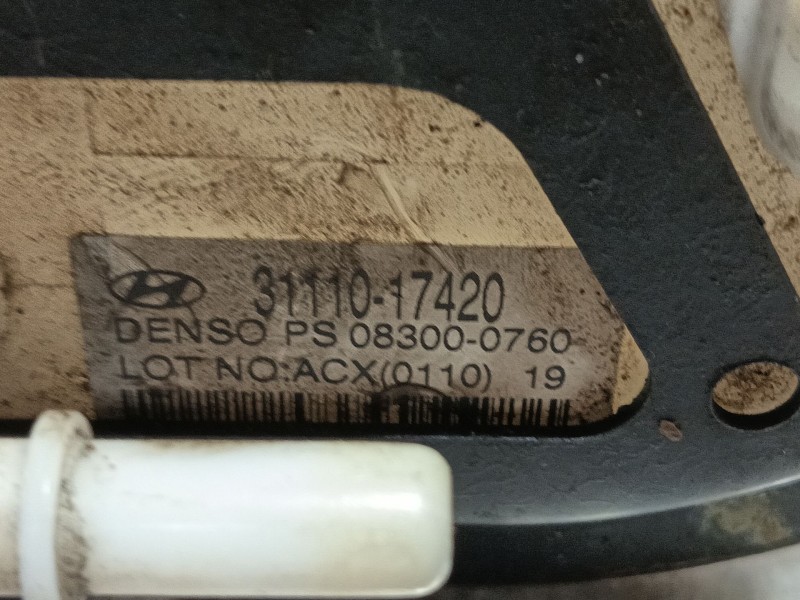 31110-17420
DENSO PS 08300-0760
LOT NO:ACX(0110) 19